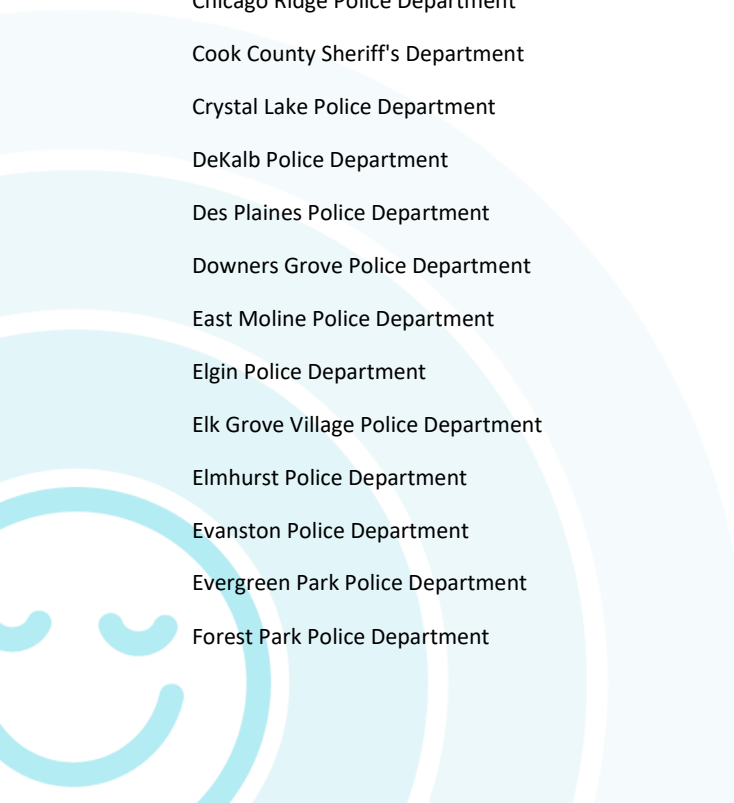 Chicago Ridge Police Department
Cook County Sheriff's Department
Crystal Lake Police Department
DeKalb Police Department
Des Plaines Police Department
Downers Grove Police Department
East Moline Police Department
Elgin Police Department
Elk Grove Village Police Department
Elmhurst Police Department
Evanston Police Department
Evergreen Park Police Department
Forest Park Police Department